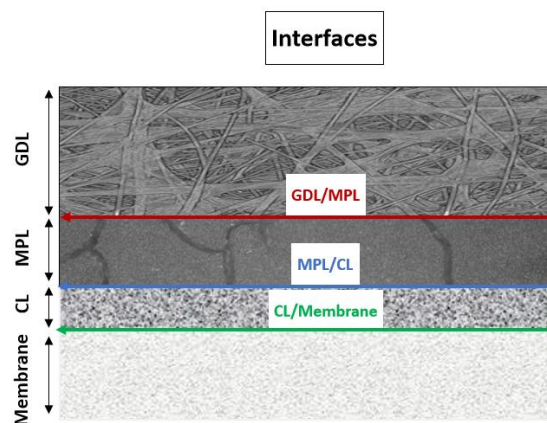 Interfaces
GDL
GDL/MPL
MPL
MPL/CL
CL
CL/Membrane
Membrane